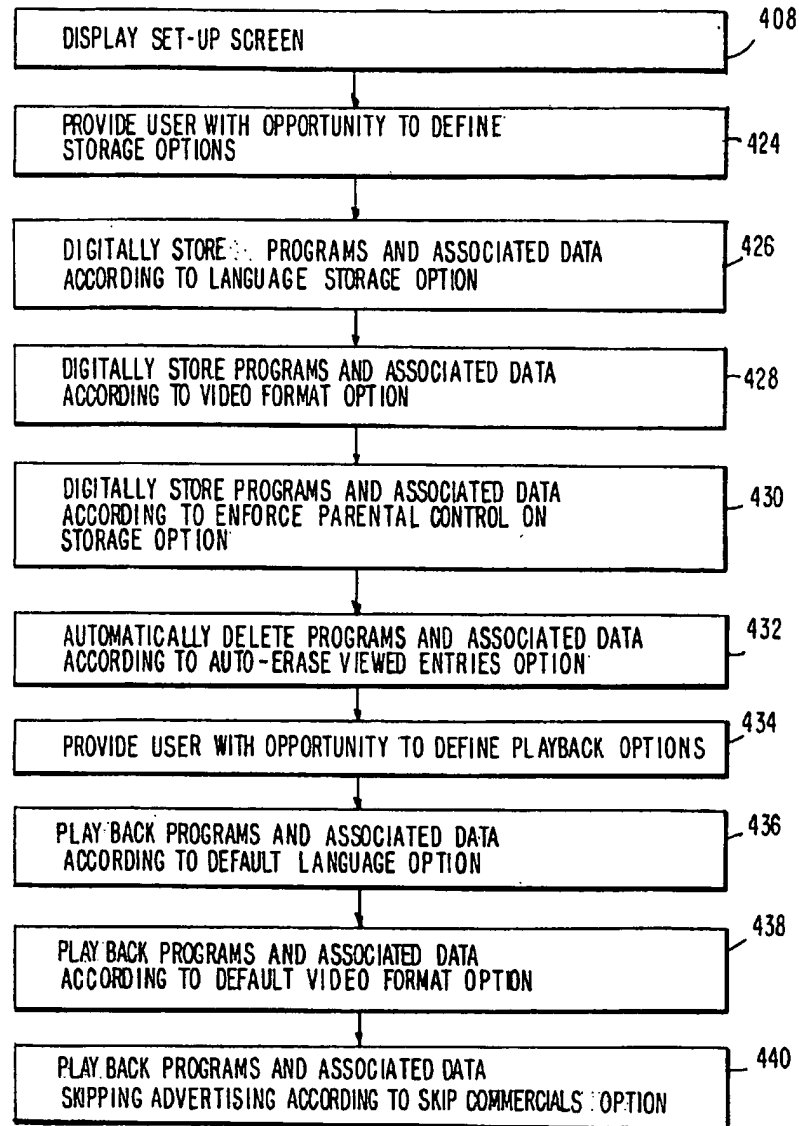 DISPLAY SET-UP SCREEN
408
PROVIDE USER WITH OPPORTUNITY TO DEFINE
STORAGE OPTIONS
424
DIGITALLY STORE PROGRAMS AND ASSOCIATED DATA
ACCORDING TO LANGUAGE STORAGE OPTION
426
DIGITALLY STORE PROGRAMS AND ASSOCIATED DATA
ACCORDING TO VIDEO FORMAT OPTION
428
DIGITALLY STORE PROGRAMS AND ASSOCIATED DATA
ACCORDING TO ENFORCE PARENTAL CONTROL ON
STORAGE OPTION
430
AUTOMATICALLY DELETE PROGRAMS AND ASSOCIATED DATA
ACCORDING TO AUTO-ERASE VIEWED ENTRIES OPTION
432
PROVIDE USER WITH OPPORTUNITY TO DEFINE PLAYBACK OPTIONS
434
PLAY BACK PROGRAMS AND ASSOCIATED DATA
ACCORDING TO DEFAULT LANGUAGE OPTION
436
PLAY BACK PROGRAMS AND ASSOCIATED DATA
ACCORDING TO DEFAULT VIDEO FORMAT OPTION
438
PLAY BACK PROGRAMS AND ASSOCIATED DATA
SKIPPING ADVERTISING ACCORDING TO SKIP COMMERCIALS OPTION
440